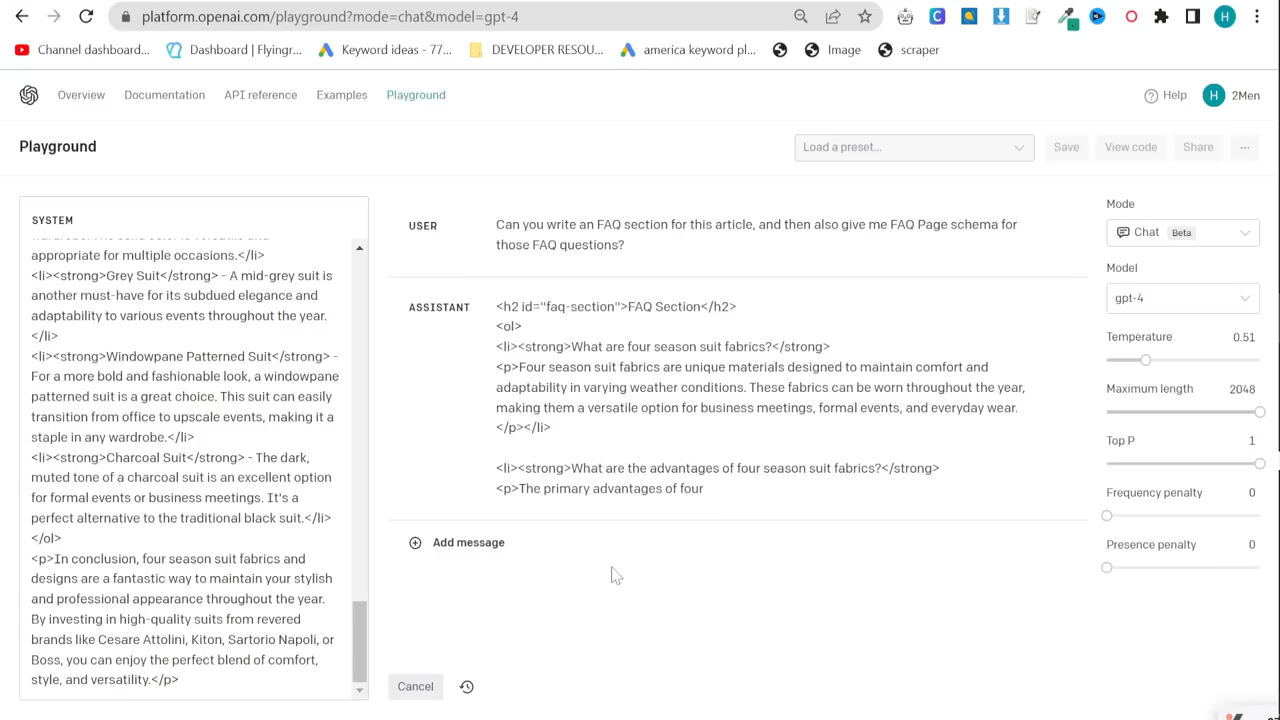 platform.openai.com/playground?mode=chat&model=gpt-4
C
H
Channel dashboard...
Dashboard | Flyingr...
Keyword ideas - 77...
DEVELOPER RESOU...
america keyword pl...
Image
scraper
Overview
Documentation
API reference
Examples
Playground
Help
H
2Men
Playground
Load a preset...
Save
View code
Share
...
SYSTEM
appropriate for multiple occasions.</li>
<li><strong>Grey Suit</strong> - A mid-grey suit is
another must-have for its subdued elegance and
adaptability to various events throughout the year.
</li>
<li><strong>Windowpane Patterned Suit</strong> -
For a more bold and fashionable look, a windowpane
patterned suit is a great choice. This suit can easily
transition from office to upscale events, making it a
staple in any wardrobe.</li>
<li><strong>Charcoal Suit</strong> - The dark,
muted tone of a charcoal suit is an excellent option
for formal events or business meetings. It's a
perfect alternative to the traditional black suit.</li>
</ol>
<p>In conclusion, four season suit fabrics and
designs are a fantastic way to maintain your stylish
and professional appearance throughout the year.
By investing in high-quality suits from revered
brands like Cesare Attolini, Kiton, Sartorio Napoli, or
Boss, you can enjoy the perfect blend of comfort,
style, and versatility.</p>
USER
Can you write an FAQ section for this article, and then also give me FAQ Page schema for
those FAQ questions?
ASSISTANT
<h2 id="faq-section">FAQ Section</h2>
<ol>
<li><strong>What are four season suit fabrics?</strong>
<p>Four season suit fabrics are unique materials designed to maintain comfort and
adaptability in varying weather conditions. These fabrics can be worn throughout the year,
making them a versatile option for business meetings, formal events, and everyday wear.
</p></li>
<li><strong>What are the advantages of four season suit fabrics?</strong>
<p>The primary advantages of four
Add message
Cancel
Mode
Chat Beta
Model
gpt-4
Temperature 0.51
Maximum length 2048
Top P 1
Frequency penalty 0
Presence penalty 0